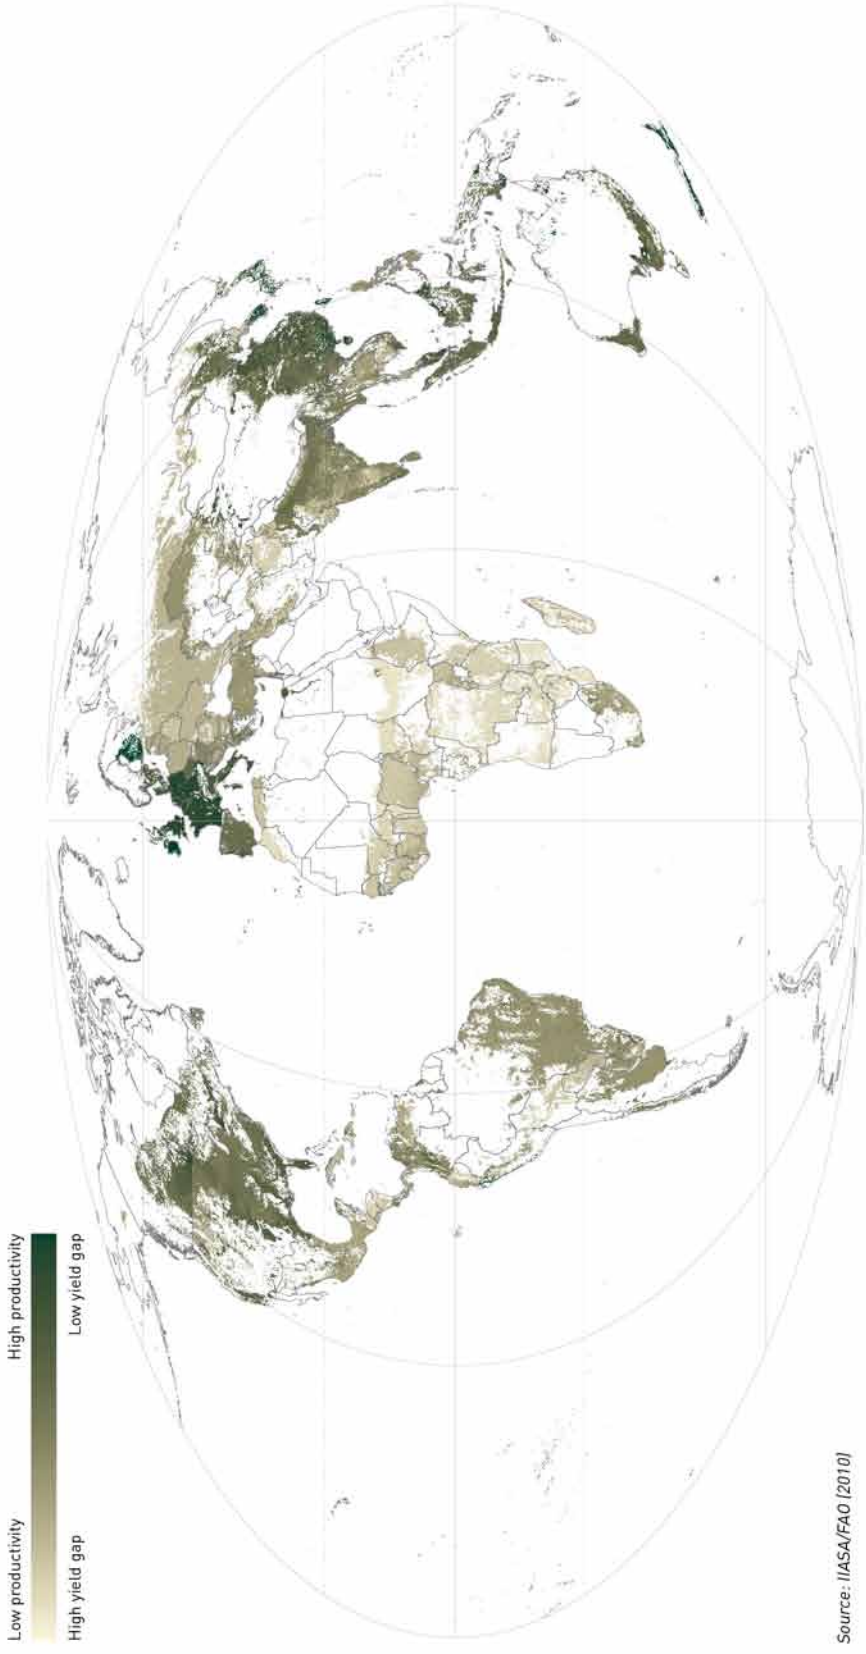 Low productivity High productivity
High yield gap Low yield gap
Source: IIASA/FAO (2010)